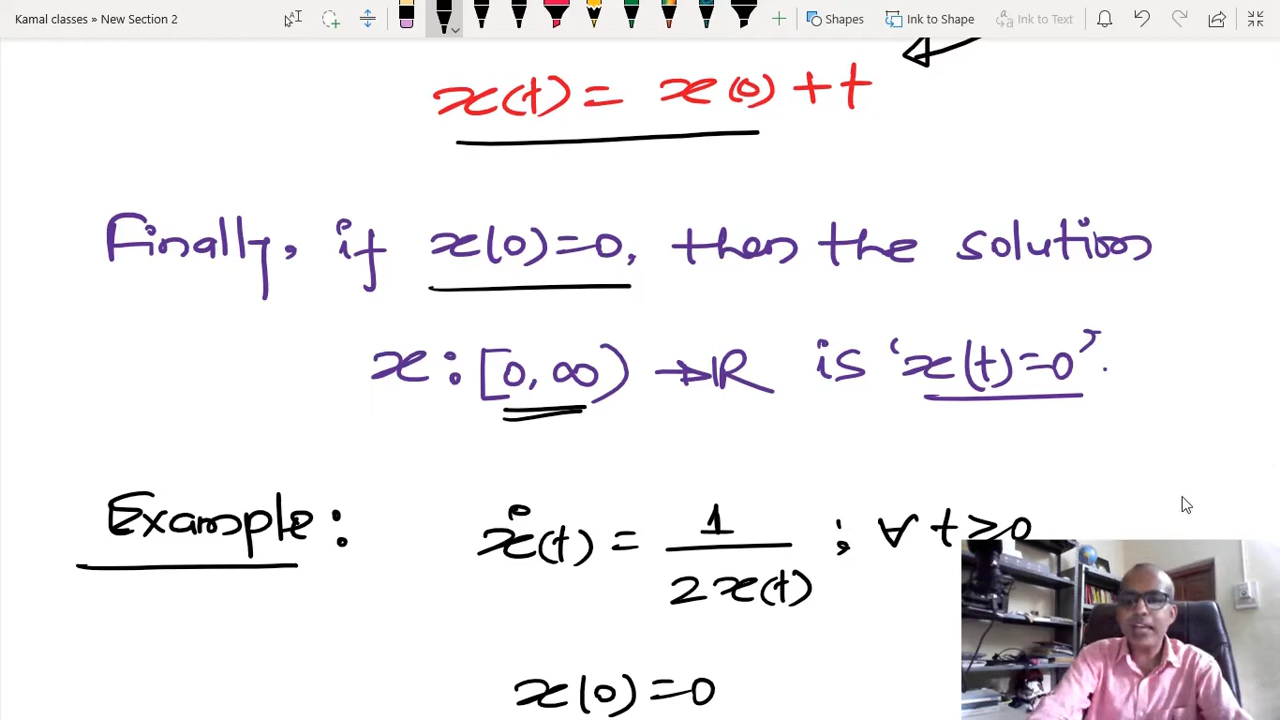 Kamal classes » New Section 2
Shapes
Ink to Shape
Ink to Text
x(t) = x(0) + t
Finally, if x(0)=0, then the solution
x : [0, ∞) → R is ‘x(t)=0’.
Example: ẋ(t) = 1/2x(t) ; ∀ t ≥ 0
x(0)=0